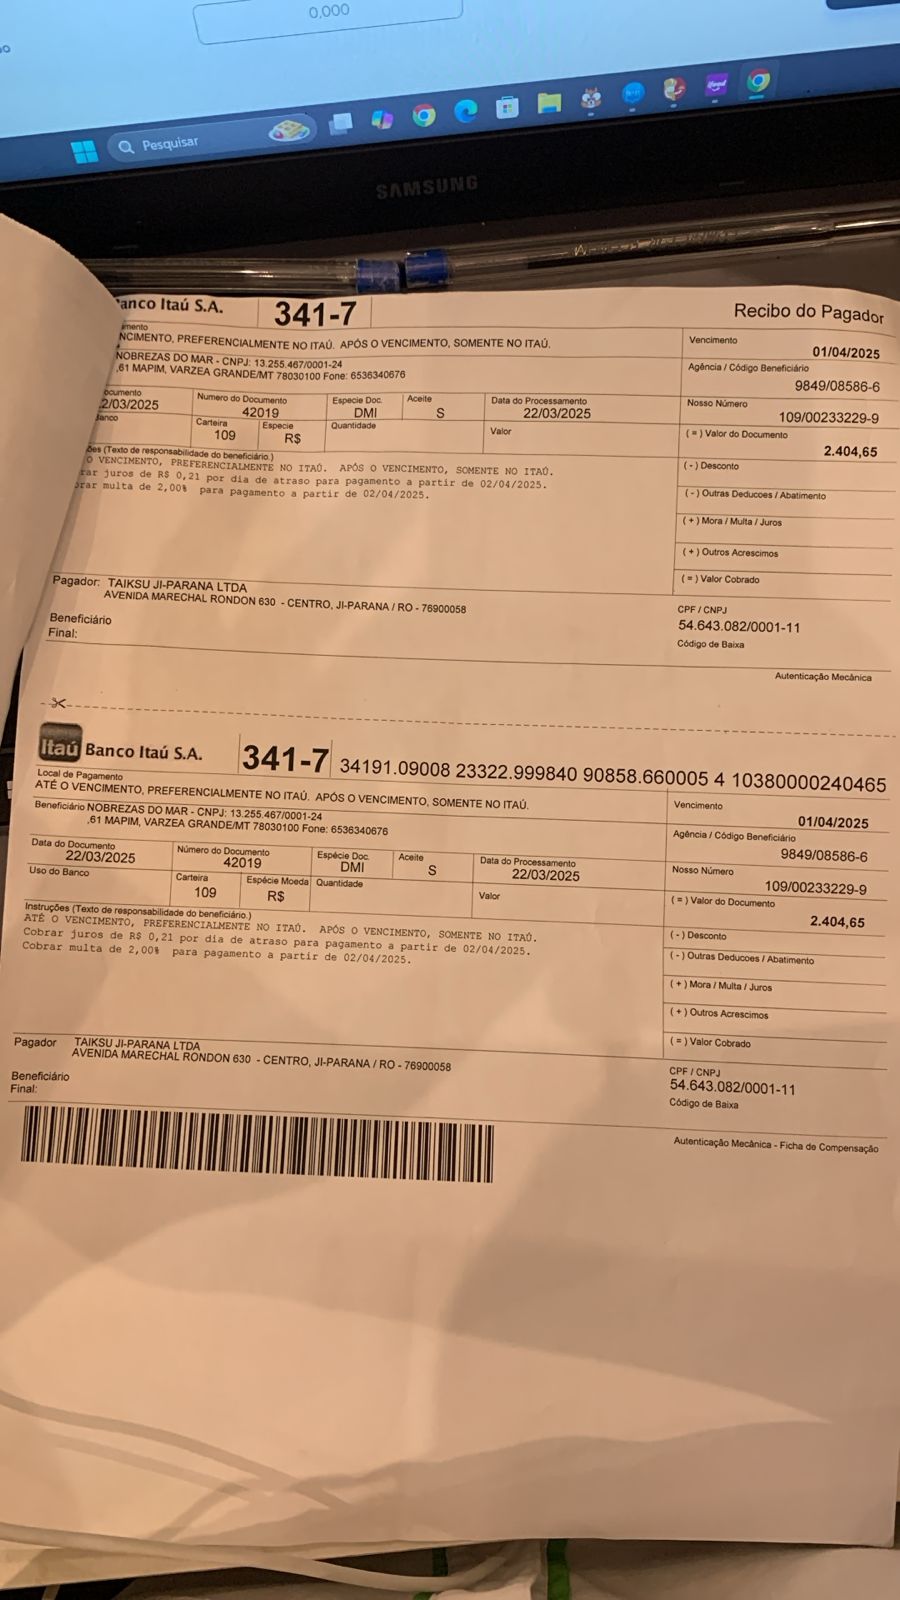 0,000
Pesquisar
SAMSUNG
anco Itaú S.A.
341-7
Recibo do Pagador
NCIMENTO, PREFERENCIALMENTE NO ITAÚ. APÓS O VENCIMENTO, SOMENTE NO ITAÚ.
Vencimento
01/04/2025
NOBREZAS DO MAR - CNPJ: 13.255.467/0001-24
,61 MAPIM, VARZEA GRANDE/MT 78030100 Fone: 6536340676
Agência / Código Beneficiário
9849/08586-6
ocumento
2/03/2025
Numero do Documento
42019
Especie Doc.
DMI
Aceite
S
Data do Processamento
22/03/2025
Nosso Número
109/00233229-9
anco
Carteira
109
Especie
R$
Quantidade
Valor
( = ) Valor do Documento
2.404,65
ões (Texto de responsabilidade do beneficiário.)
O VENCIMENTO, PREFERENCIALMENTE NO ITAÚ. APÓS O VENCIMENTO, SOMENTE NO ITAÚ.
rar juros de R$ 0,21 por dia de atraso para pagamento a partir de 02/04/2025.
rar multa de 2,00% para pagamento a partir de 02/04/2025.
( - ) Desconto
( - ) Outras Deducoes / Abatimento
( + ) Mora / Multa / Juros
( + ) Outros Acrescimos
( = ) Valor Cobrado
Pagador: TAIKSU JI-PARANA LTDA
AVENIDA MARECHAL RONDON 630 - CENTRO, JI-PARANA / RO - 76900058
CPF / CNPJ
54.643.082/0001-11
Beneficiário
Final:
Código de Baixa
Autenticação Mecânica
Itaú Banco Itaú S.A.
341-7
34191.09008 23322.999840 90858.660005 4 10380000240465
Local de Pagamento
ATÉ O VENCIMENTO, PREFERENCIALMENTE NO ITAÚ. APÓS O VENCIMENTO, SOMENTE NO ITAÚ.
Vencimento
01/04/2025
Beneficiário NOBREZAS DO MAR - CNPJ: 13.255.467/0001-24
,61 MAPIM, VARZEA GRANDE/MT 78030100 Fone: 6536340676
Agência / Código Beneficiário
9849/08586-6
Data do Documento
22/03/2025
Número do Documento
42019
Espécie Doc.
DMI
Aceite
S
Data do Processamento
22/03/2025
Nosso Número
109/00233229-9
Uso do Banco
Carteira
109
Espécie Moeda
R$
Quantidade
Valor
( = ) Valor do Documento
2.404,65
Instruções (Texto de responsabilidade do beneficiário.)
ATÉ O VENCIMENTO, PREFERENCIALMENTE NO ITAÚ. APÓS O VENCIMENTO, SOMENTE NO ITAÚ.
Cobrar juros de R$ 0,21 por dia de atraso para pagamento a partir de 02/04/2025.
Cobrar multa de 2,00% para pagamento a partir de 02/04/2025.
( - ) Desconto
( - ) Outras Deducoes / Abatimento
( + ) Mora / Multa / Juros
( + ) Outros Acrescimos
( = ) Valor Cobrado
Pagador TAIKSU JI-PARANA LTDA
AVENIDA MARECHAL RONDON 630 - CENTRO, JI-PARANA / RO - 76900058
CPF / CNPJ
54.643.082/0001-11
Beneficiário
Final:
Código de Baixa
Autenticação Mecânica - Ficha de Compensação